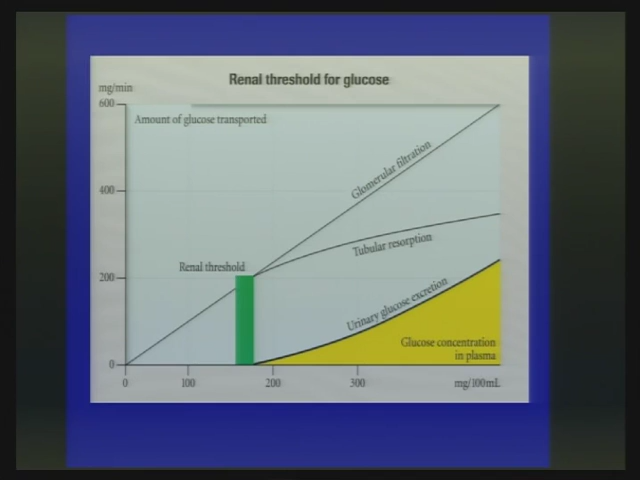 Renal threshold for glucose
mg/min
600
Amount of glucose transported
Glomerular filtration
400
Tubular resorption
Renal threshold
200
Urinary glucose excretion
Glucose concentration
in plasma
0
0 100 200 300 mg/100mL